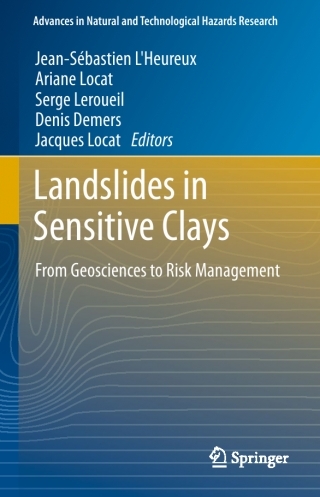 Advances in Natural and Technological Hazards Research
Jean-Sébastien L'Heureux
Ariane Locat
Serge Leroueil
Denis Demers
Jacques Locat Editors
Landslides in
Sensitive Clays
From Geosciences to Risk Management
Springer